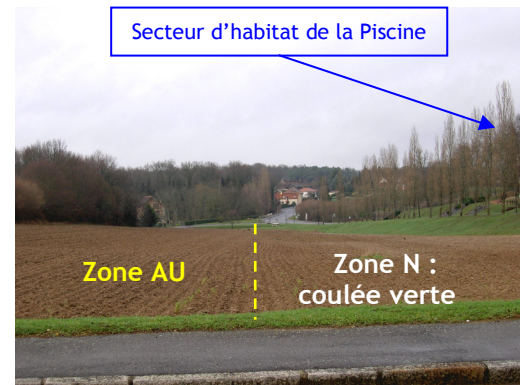 Secteur d’habitat de la Piscine
Zone AU
Zone N :
coulée verte